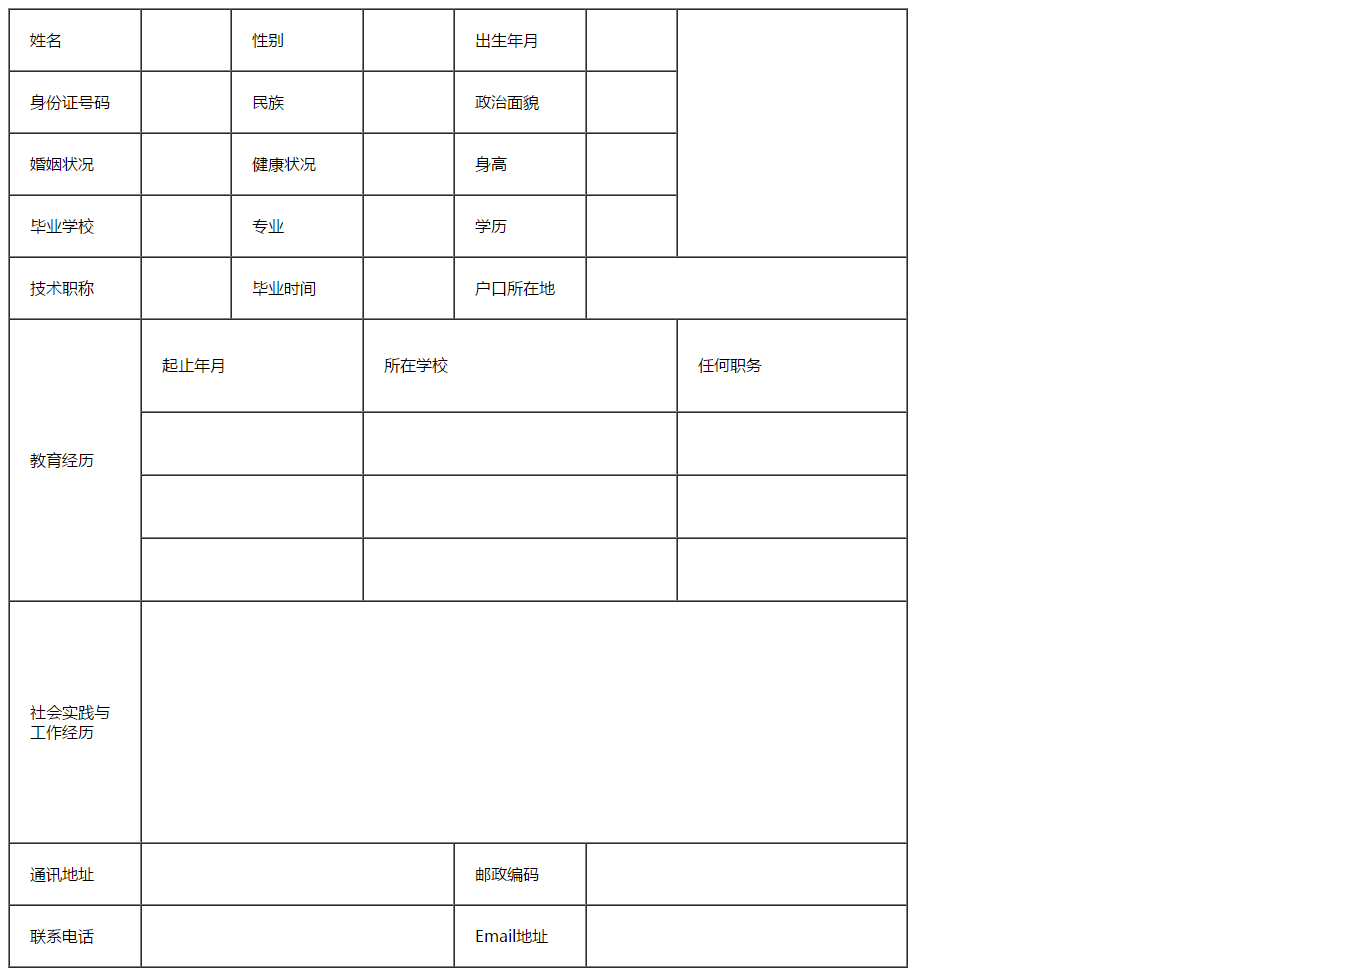 姓名
性别
出生年月
身份证号码
民族
政治面貌
婚姻状况
健康状况
身高
毕业学校
专业
学历
技术职称
毕业时间
户口所在地
教育经历
起止年月
所在学校
任何职务
社会实践与
工作经历
通讯地址
邮政编码
联系电话
Email地址